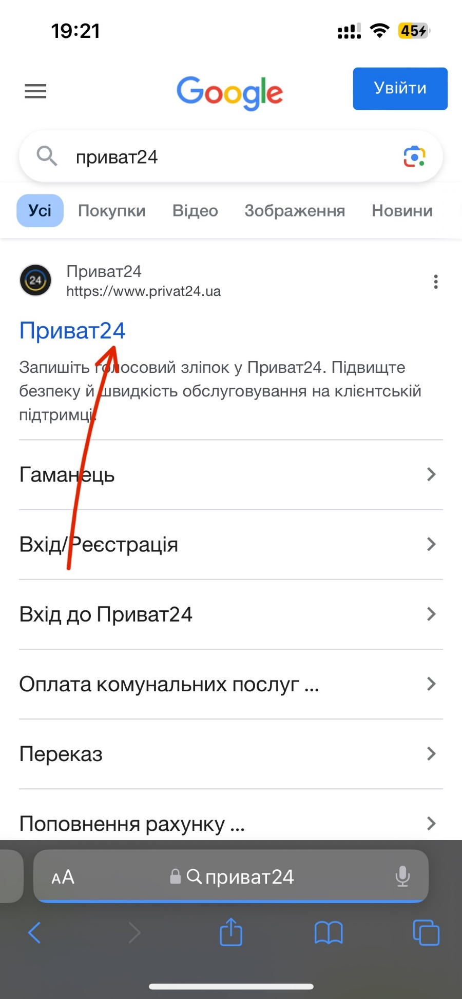 19:21
45
Google
Увійти
приват24
Усі Покупки Відео Зображення Новини
24
Приват24
https://www.privat24.ua
Приват24
Запишіть голосовий зліпок у Приват24. Підвищте
безпеку й швидкість обслуговування на клієнтській
підтримці.
Гаманець
Вхід/Реєстрація
Вхід до Приват24
Оплата комунальних послуг ...
Переказ
Поповнення рахунку ...
AA приват24